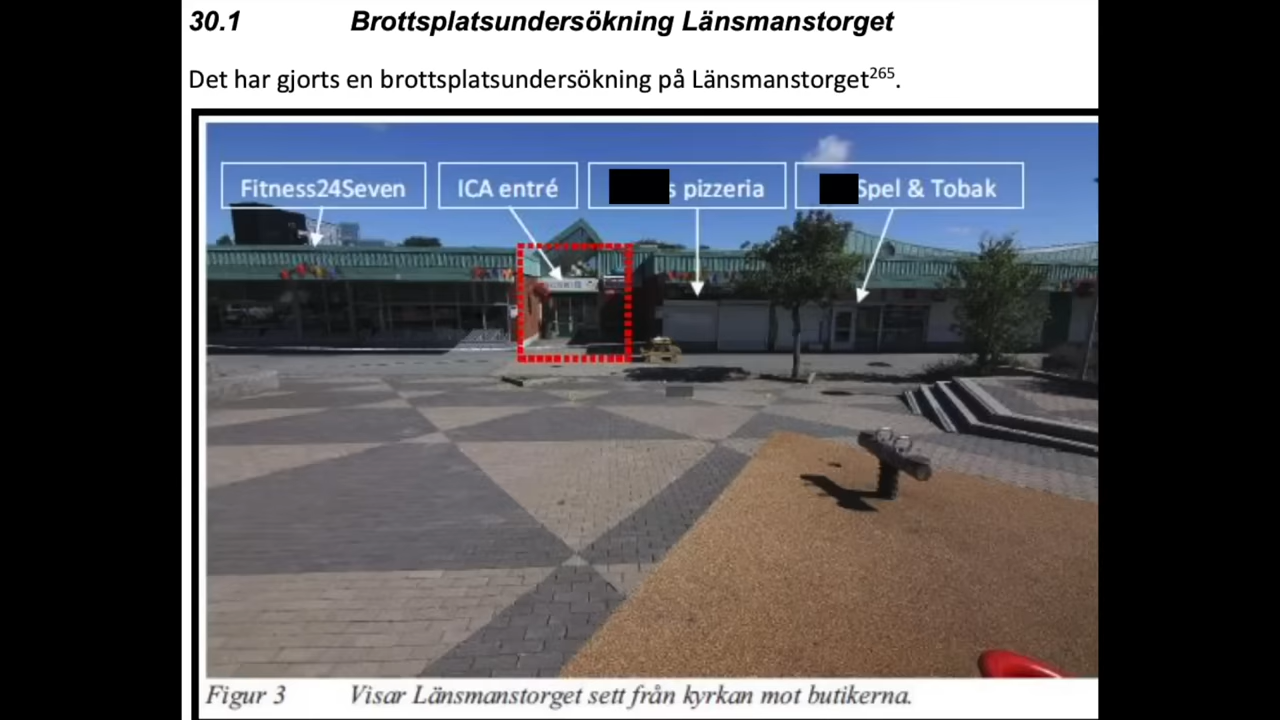 30.1 Brottsplatsundersökning Länsmanstorget
Det har gjorts en brottsplatsundersökning på Länsmanstorget265.
Fitness24Seven ICA entré s pizzeria Spel & Tobak
Figur 3 Visar Länsmanstorget sett från kyrkan mot butikerna.